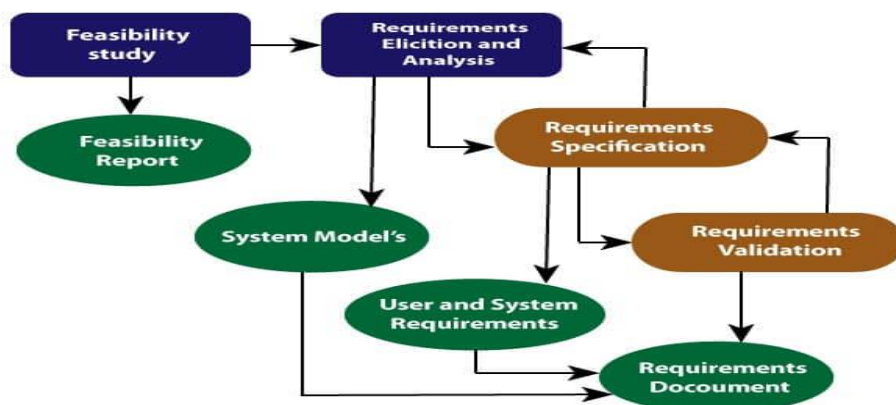 Feasibility
study
Requirements
Elicition and
Analysis
Feasibility
Report
Requirements
Specification
System Model's
Requirements
Validation
User and System
Requirements
Requirements
Docoument